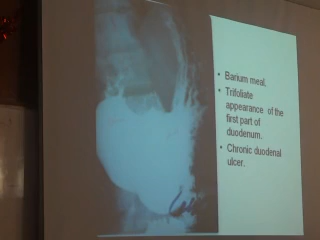 • Barium meal.
• Trifoliate
appearance of the
first part of
duodenum.
• Chronic duodenal
ulcer.